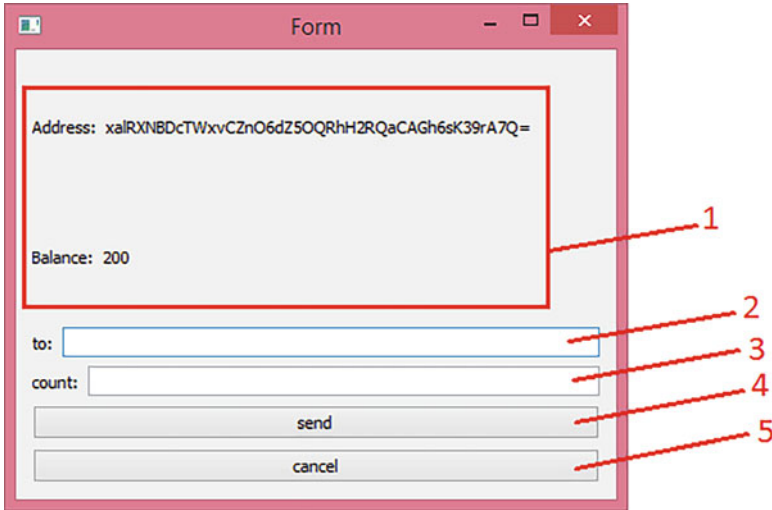 Form
Address: xalRXNBDcTWxvCZnO6dZ5OQRhH2RQaCAGh6sK39rA7Q=
1
Balance: 200
2
to:
3
count:
4
send
5
cancel